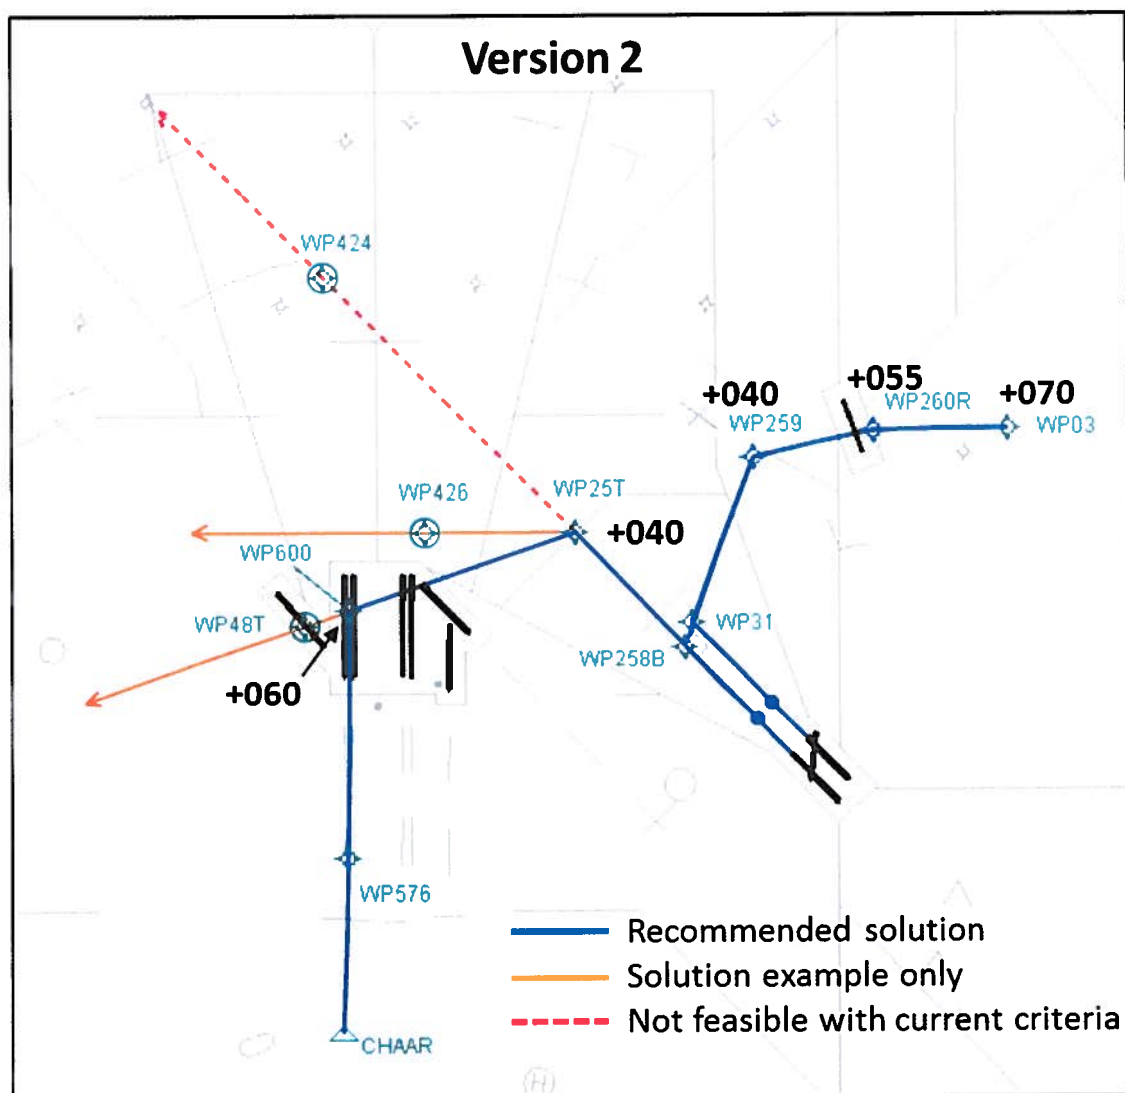 Version 2
WP424
+040
+055
+070
WP259
WP260R
WP03
WP426
WP25T
+040
WP600
WP48T
WP31
WP258B
+060
WP576
Recommended solution
Solution example only
Not feasible with current criteria
CHAAR
H